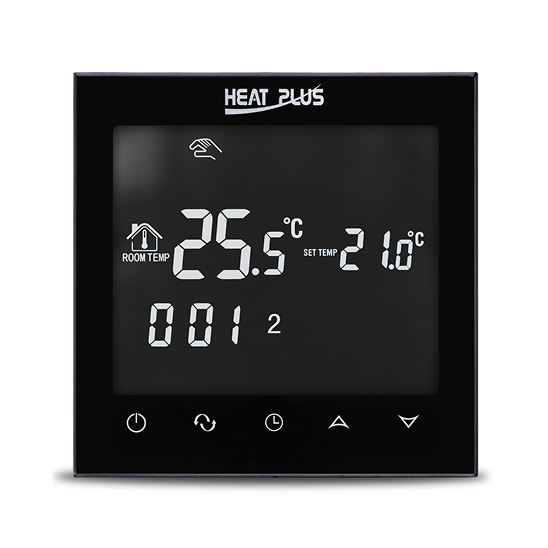 HEAT PLUS
25.5°C
ROOM TEMP
SET TEMP 21.0°C
001 2